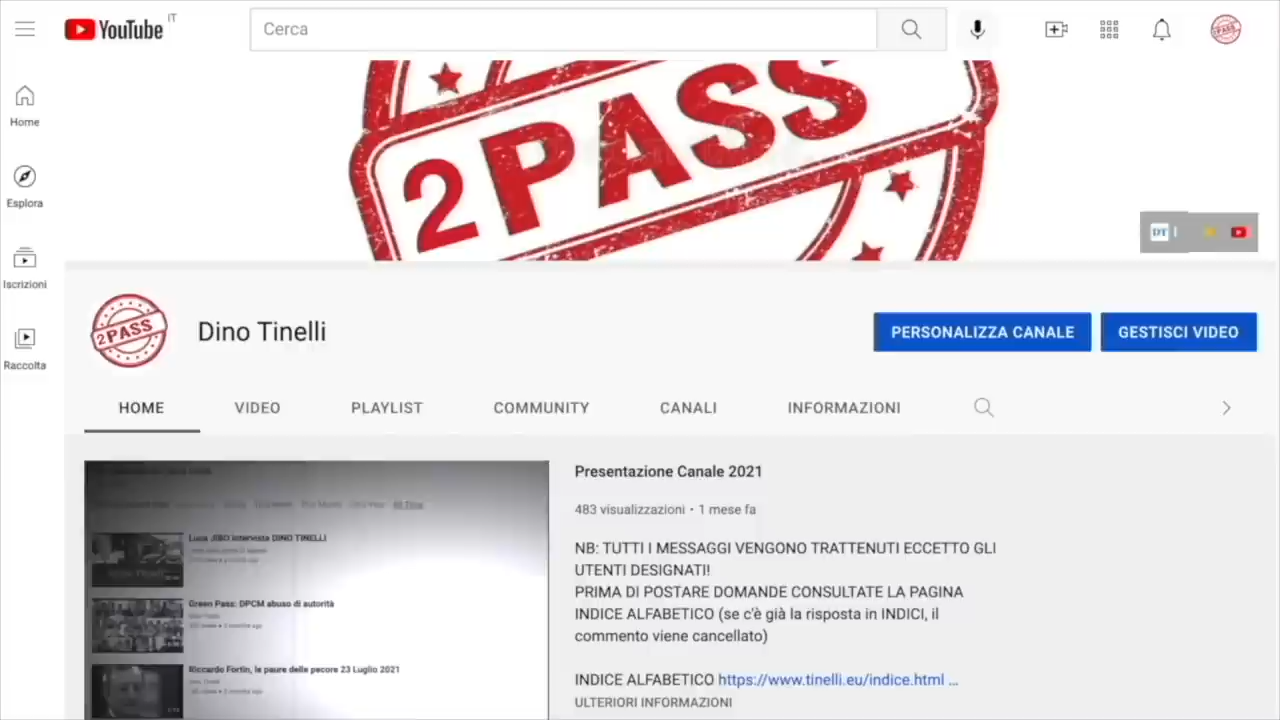 YouTube IT
Cerca
2PASS
Home
Esplora
Iscrizioni
Raccolta
2PASS
DT
2PASS
Dino Tinelli
PERSONALIZZA CANALE
GESTISCI VIDEO
HOME
VIDEO
PLAYLIST
COMMUNITY
CANALI
INFORMAZIONI
Presentazione Canale 2021
483 visualizzazioni • 1 mese fa
NB: TUTTI I MESSAGGI VENGONO TRATTENUTI ECCETTO GLI
UTENTI DESIGNATI!
PRIMA DI POSTARE DOMANDE CONSULTATE LA PAGINA
INDICE ALFABETICO (se c'è già la risposta in INDICI, il
commento viene cancellato)
INDICE ALFABETICO https://www.tinelli.eu/indice.html ...
ULTERIORI INFORMAZIONI
Luca JIBO intervista DINO TINELLI
Green Pass: DPCM abuso di autorità
Riccardo Fortin, le paure delle pecore 23 Luglio 2021